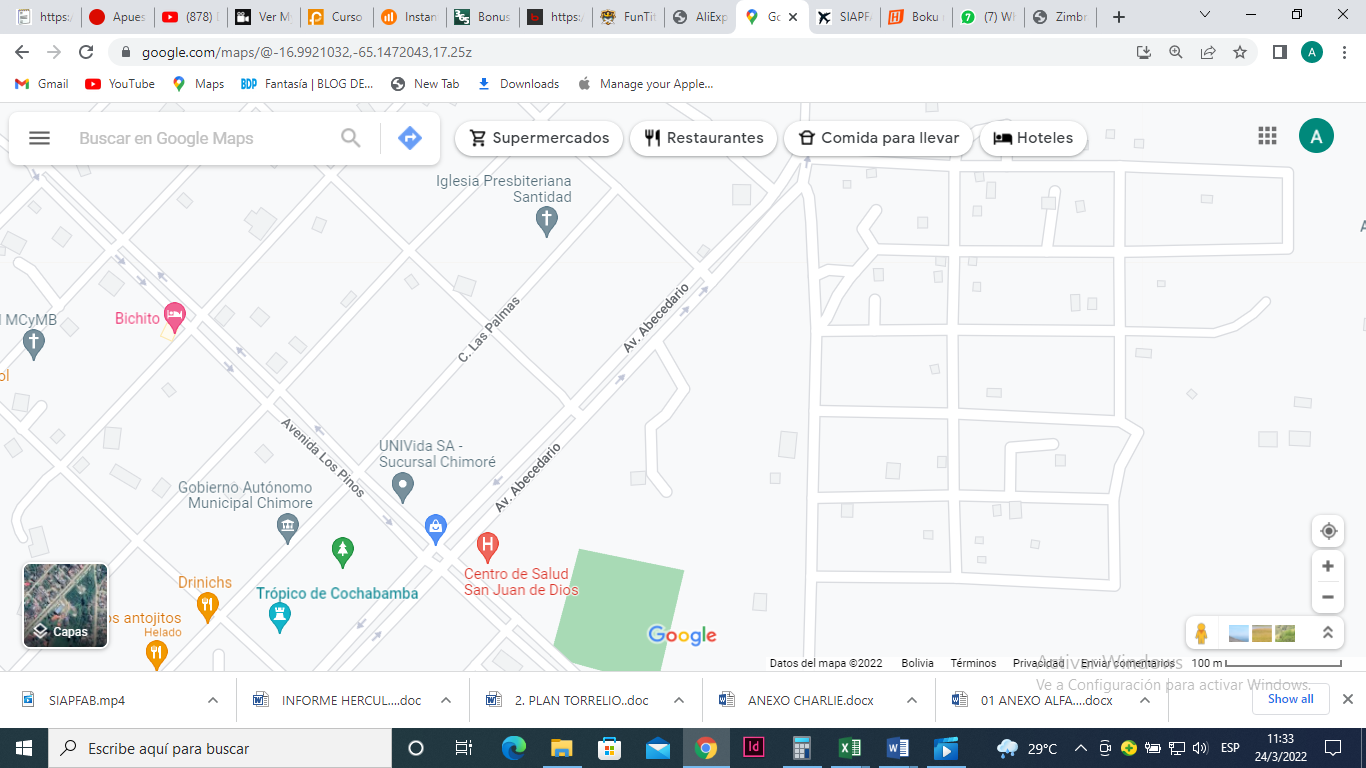 https:/
Apues
(878)
Ver M
Curso
Instan
Bonus
https:/
FunTit
AliExp
Go
SIAPF
Boku
(7) W
Zimbr
google.com/maps/@-16.9921032,-65.1472043,17.25z
A
Gmail
YouTube
Maps
BDP
Fantasía | BLOG DE...
New Tab
Downloads
Manage your Apple...
Buscar en Google Maps
Supermercados
Restaurantes
Comida para llevar
Hoteles
A
Iglesia Presbiteriana
Santidad
MCyMB
Bichito
C. Las Palmas
Av. Abecedario
ol
Avenida Los Pinos
UNIVida SA -
Sucursal Chimoré
Av. Abecedario
Gobierno Autónomo
Municipal Chimore
Centro de Salud
San Juan de Dios
Drinichs
Trópico de Cochabamba
os antojitos
Helado
Capas
Google
Datos del mapa ©2022
Bolivia
Términos
Privacidad
Enviar comentarios
100 m
Activar Windows
Ve a Configuración para activar Windows.
SIAPFAB.mp4
INFORME HERCUL....doc
2. PLAN TORRELIO..doc
ANEXO CHARLIE.docx
01 ANEXO ALFA....docx
Show all
Escribe aquí para buscar
Id
29°C
ESP
11:33
24/3/2022